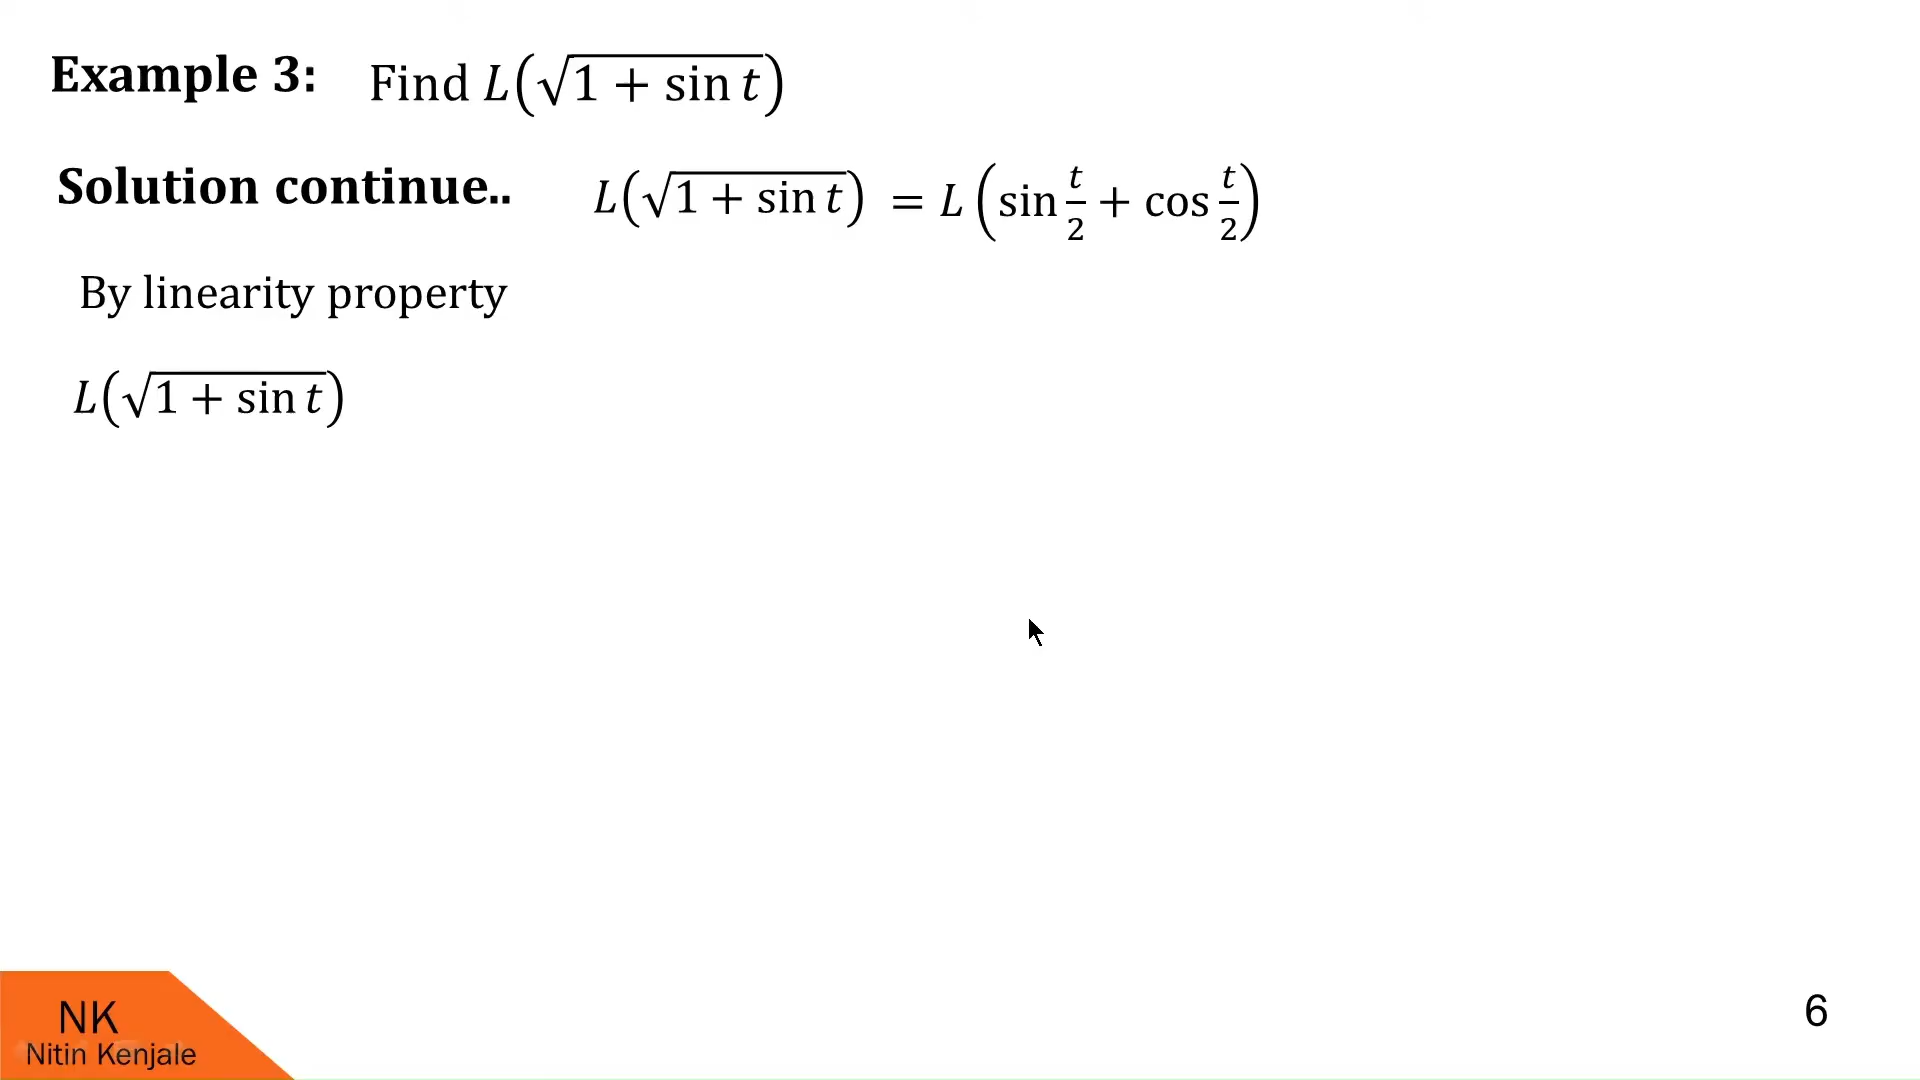 Example 3: Find L(√1 + sin t)
Solution continue.. L(√1 + sin t) = L (sin t/2 + cos t/2)
By linearity property
L(√1 + sin t)
NK
Nitin Kenjale
6